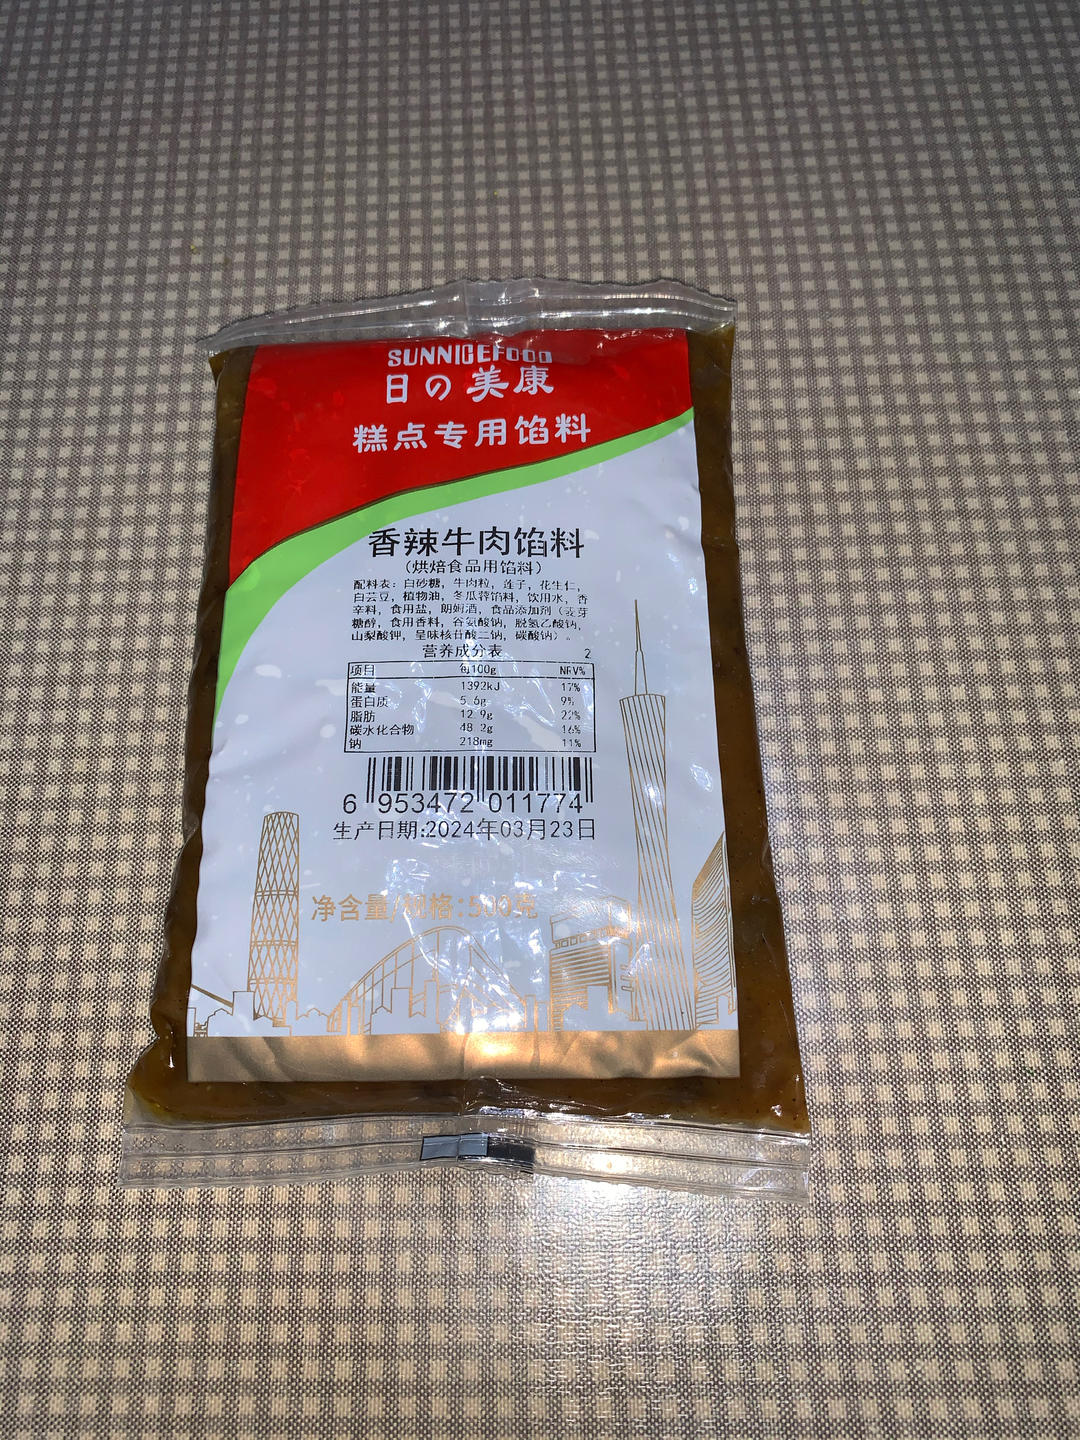 SUNNICEFOOD
日の美康
糕点专用馅料
香辣牛肉馅料
(烘焙食品用馅料)
配料表：白砂糖，牛肉粒，莲子，花生仁，
白芸豆，植物油，冬瓜蓉馅料，饮用水，香
辛料，食用盐，朗姆酒，食品添加剂（麦芽
糖醇，食用香料，谷氨酸钠，脱氢乙酸钠，
山梨酸钾，呈味核苷酸二钠，碳酸钠）。
营养成分表 2
项目 每100g NRV%
能量 1392kJ 17%
蛋白质 5.6g 9%
脂肪 12.9g 22%
碳水化合物 48.2g 16%
钠 218mg 11%
6 953472 011774
生产日期:2024年03月23日
净含量/规格:500克